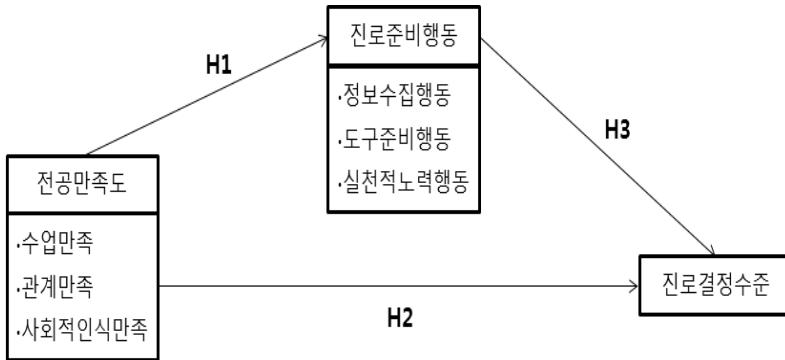 진로준비행동
H1
·정보수집행동
·도구준비행동
·실천적노력행동
H3
전공만족도
·수업만족
·관계만족
·사회적인식만족
진로결정수준
H2